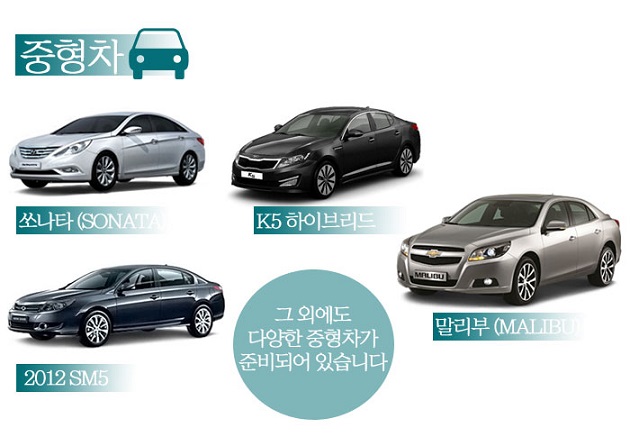 중형차
쏘나타 (SONATA)
K5 하이브리드
MALIBU
말리부 (MALIBU)
2012 SM5
그 외에도
다양한 중형차가
준비되어 있습니다